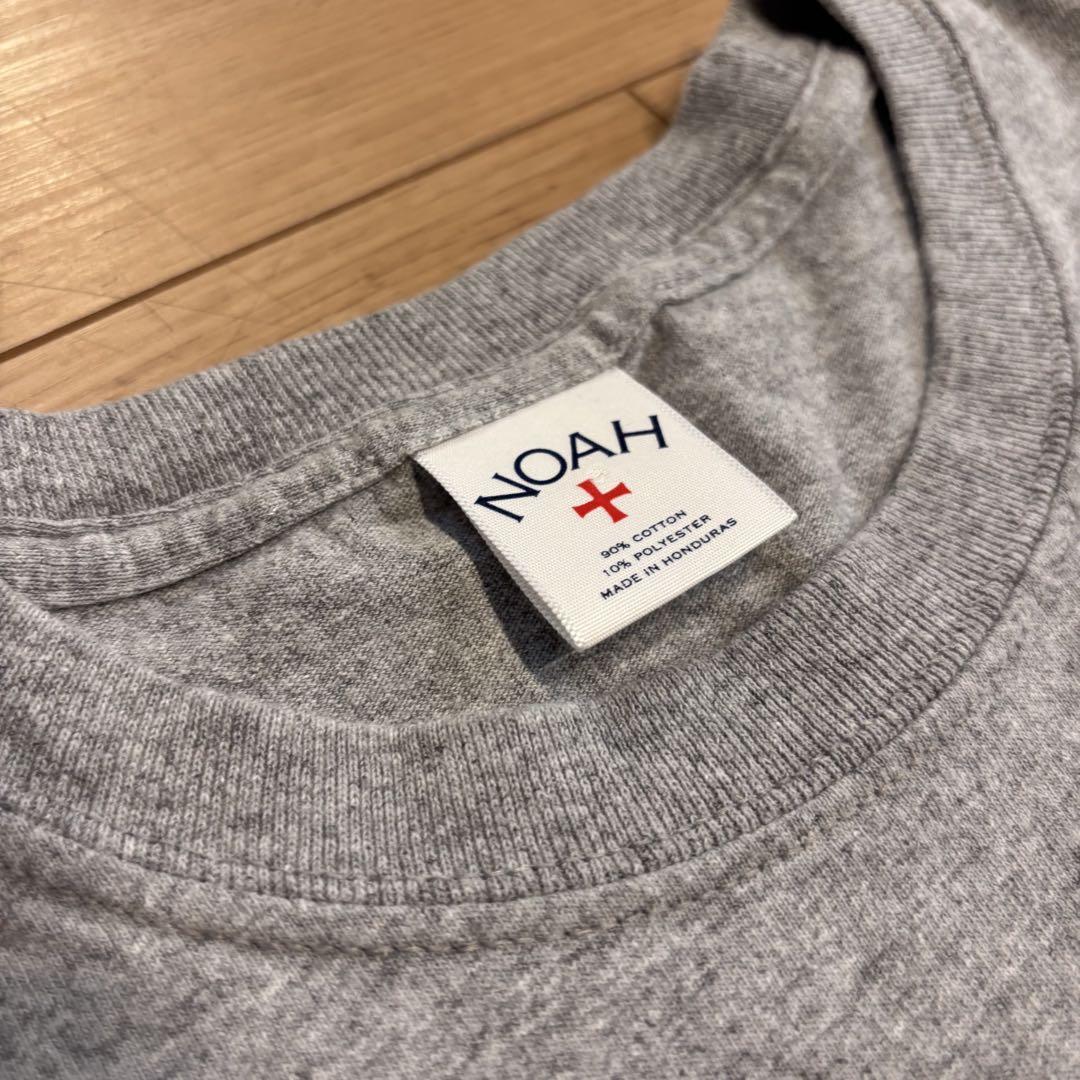 NOAH
90% COTTON
10% POLYESTER
MADE IN HONDURAS